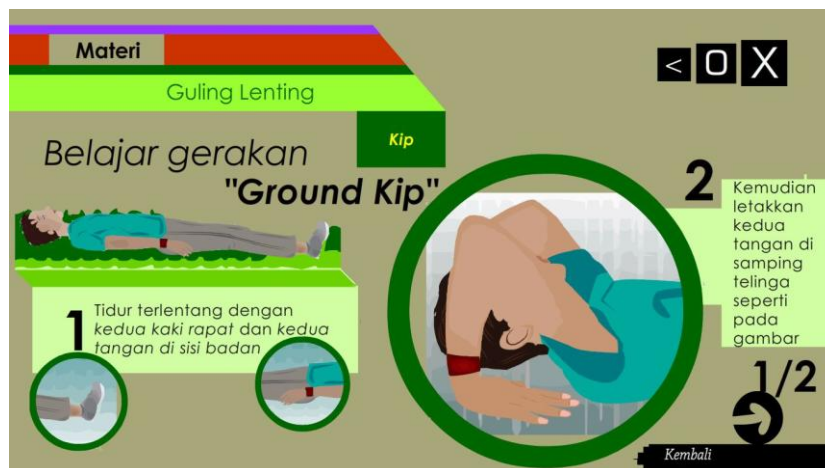 Materi
< O X
Guling Lenting
Kip
Belajar gerakan
"Ground Kip"
1
Tidur terlentang dengan
kedua kaki rapat dan kedua
tangan di sisi badan
2
Kemudian
letakkan
kedua
tangan di
samping
telinga
seperti
pada
gambar
1/2
Kembali